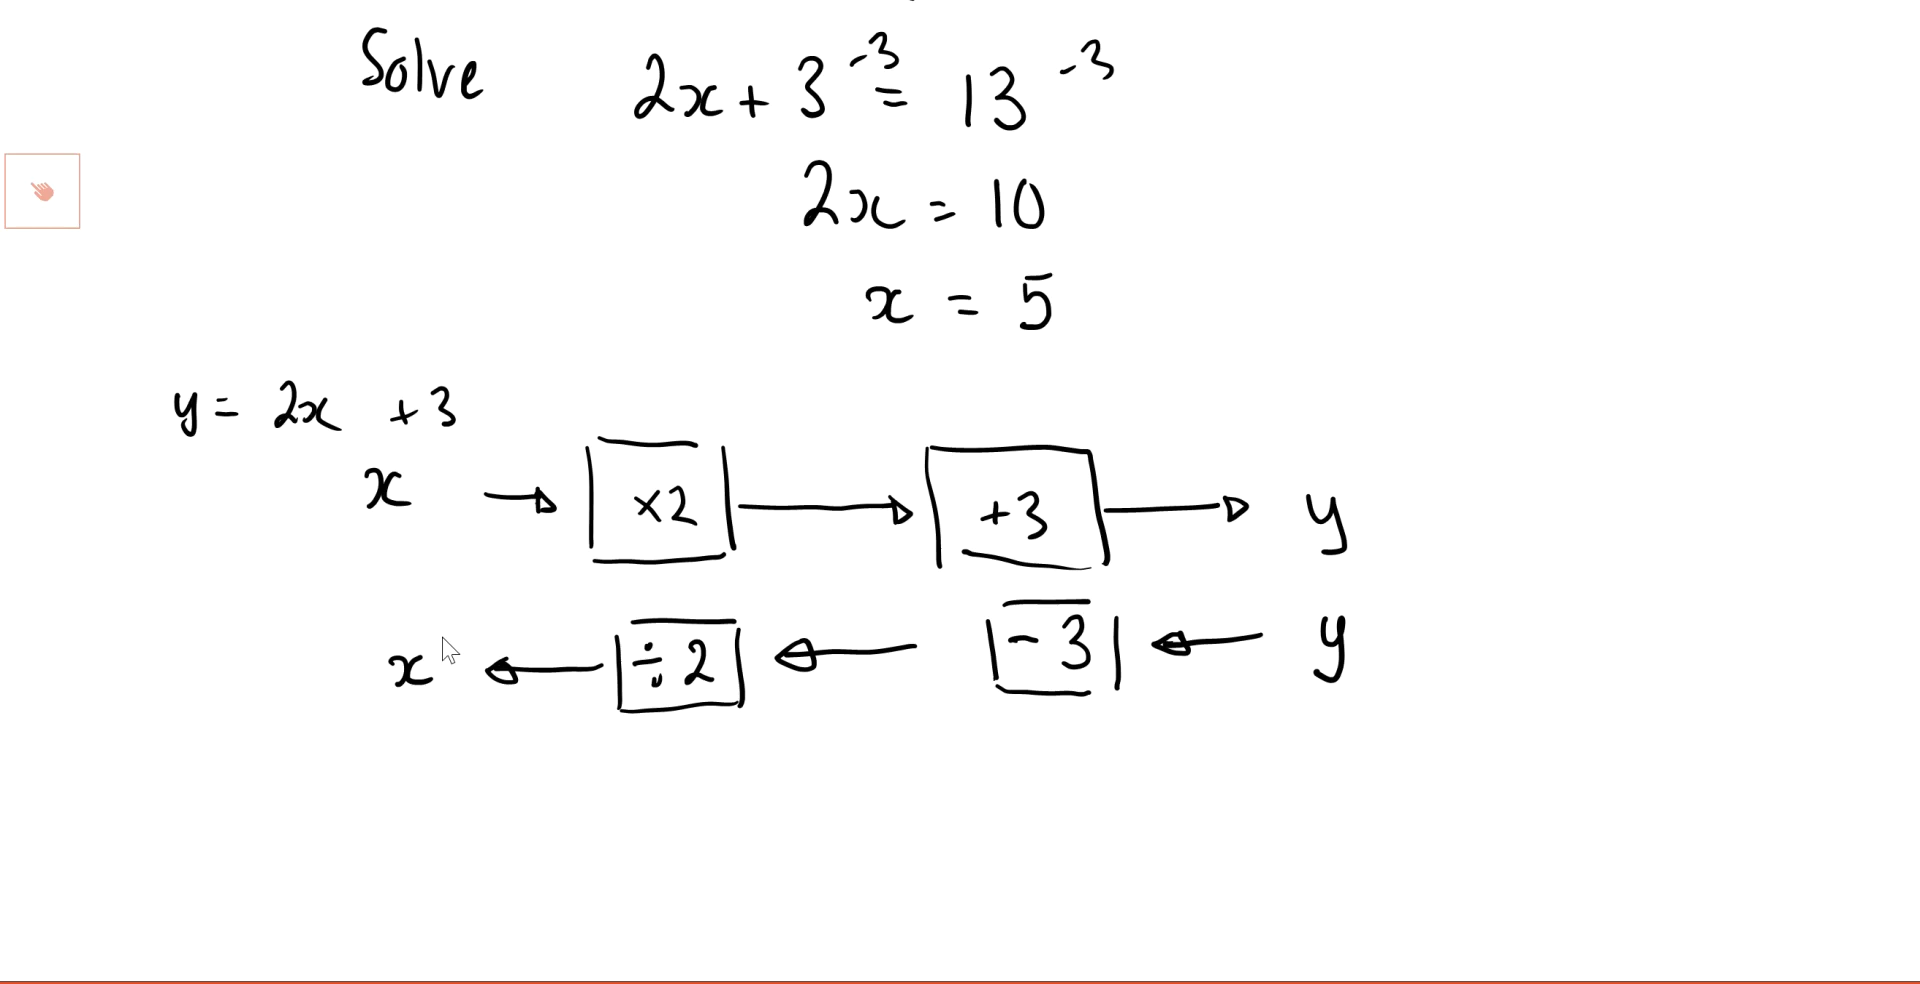 Solve 2x + 3 -3 = 13 -3
2x = 10
x = 5
y = 2x + 3
x → ×2 → +3 → y
x ← ÷2 ← -3 ← y